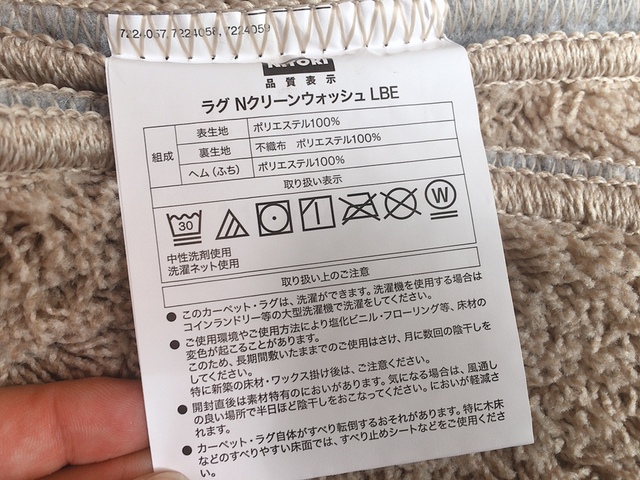 7224057, 7224058, 7224059
NITORI
品質表示
ラグ Nクリーンウォッシュ LBE
組成
表生地 ポリエステル100%
裏生地 不織布 ポリエステル100%
ヘム(ふち) ポリエステル100%
取り扱い表示
30 W
中性洗剤使用
洗濯ネット使用
取り扱い上のご注意
● このカーペット・ラグは、洗濯ができます。洗濯機を使用する場合は
コインランドリー等の大型洗濯機で洗濯をしてください。
● ご使用環境やご使用方法により塩化ビニル・フローリング等、床材の
変色が起こることがあります。
このため、長期間敷いたままでのご使用はさけ、月に数回の陰干しを
してください。
特に新築の床材・ワックス掛け後は、ご注意ください。
● 開封直後は素材特有のにおいがあります。気になる場合は、風通し
の良い場所で半日ほど陰干しをおこなってください。においが軽減さ
れます。
● カーペット・ラグ自体がすべり転倒するおそれがあります。特に木床
などのすべりやすい床面では、すべり止めシートなどをご使用くださ
い。